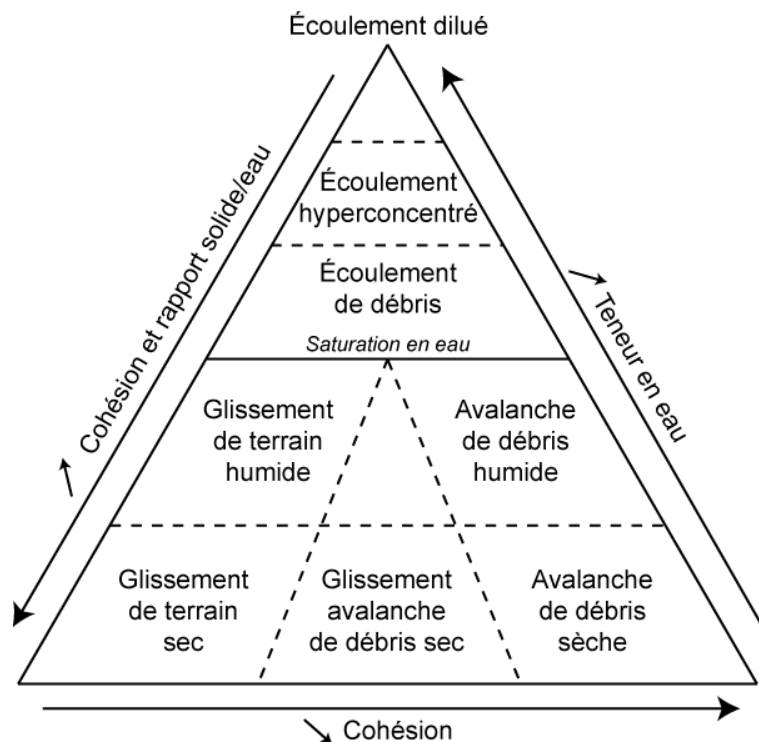 Écoulement dilué
Écoulement
hyperconcentré
Écoulement
de débris
Saturation en eau
Cohésion et rapport solide/eau
Teneur en eau
Glissement
de terrain
humide
Avalanche
de débris
humide
Glissement
de terrain
sec
Glissement
avalanche
de débris sec
Avalanche
de débris
sèche
Cohésion